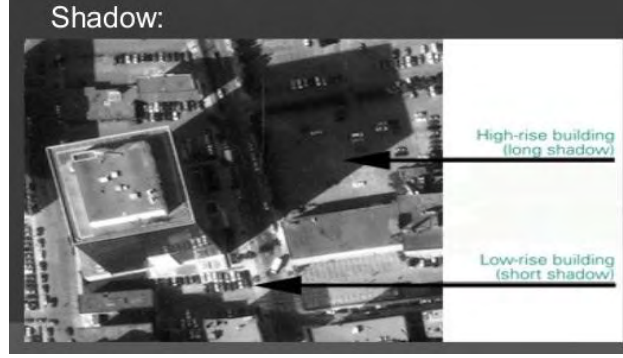 Shadow:
High-rise building
(long shadow)
Low-rise building
(short shadow)